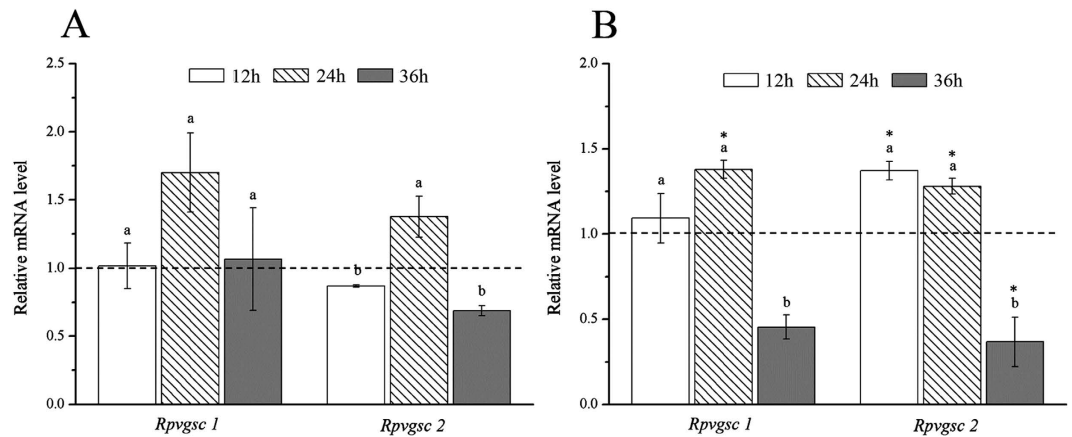 A
Relative mRNA level
2.5
2.0
1.5
1.0
0.5
0.0
12h 24h 36h
a
a
a
b
a
b
Rpvgsc 1 Rpvgsc 2
B
Relative mRNA level
2.0
1.5
1.0
0.5
0.0
12h 24h 36h
a
*
a
b
*
a
*
a
*
b
Rpvgsc 1 Rpvgsc 2